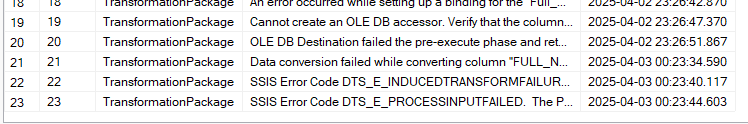 18 18 TransformationPackage An error occurred while setting up a binding for the "Full_... 2025-04-02 23:26:42.870
19 19 TransformationPackage Cannot create an OLE DB accessor. Verify that the column... 2025-04-02 23:26:47.370
20 20 TransformationPackage OLE DB Destination failed the pre-execute phase and ret... 2025-04-02 23:26:51.867
21 21 TransformationPackage Data conversion failed while converting column "FULL_N... 2025-04-03 00:23:34.590
22 22 TransformationPackage SSIS Error Code DTS_E_INDUCEDTRANSFORMFAILUR... 2025-04-03 00:23:40.117
23 23 TransformationPackage SSIS Error Code DTS_E_PROCESSINPUTFAILED. The P... 2025-04-03 00:23:44.603